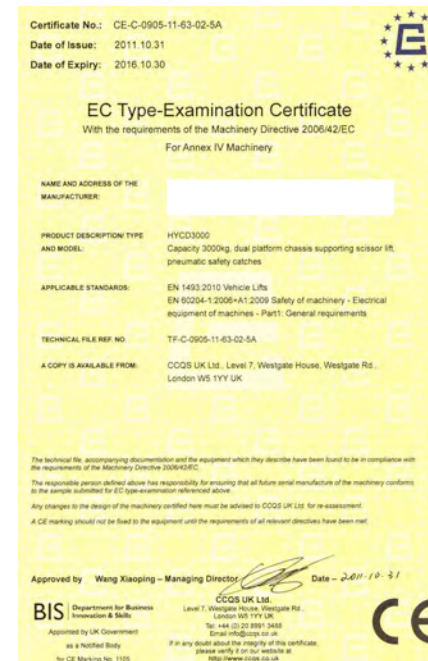 Certificate No.: CE-C-0905-11-63-02-5A
Date of Issue: 2011.10.31
Date of Expiry: 2016.10.30
EC Type-Examination Certificate
With the requirements of the Machinery Directive 2006/42/EC
For Annex IV Machinery
NAME AND ADDRESS OF THE
MANUFACTURER:
PRODUCT DESCRIPTION/ TYPE
AND MODEL:
HYCD3000
Capacity 3000kg, dual platform chassis supporting scissor lift,
pneumatic safety catches
APPLICABLE STANDARDS:
EN 1493:2010 Vehicle Lifts
EN 60204-1:2006+A1:2009 Safety of machinery - Electrical
equipment of machines - Part1: General requirements
TECHNICAL FILE REF. NO.
TF-C-0905-11-63-02-5A
A COPY IS AVAILABLE FROM:
CCQS UK Ltd., Level 7, Westgate House, Westgate Rd.,
London W5 1YY UK
The technical file, accompanying documentation and the equipment which they describe have been found to be in compliance with
the requirements of the Machinery Directive 2006/42/EC.
The responsible person defined above has responsibility for ensuring that all future serial manufacture of the machinery conforms
to the sample submitted for EC type-examination referenced above.
Any changes to the design of the machinery certified here must be advised to CCQS UK Ltd. for re-assessment.
A CE marking should not be fixed to the equipment until the requirements of all relevant directives have been met.
Approved by Weng Xiaoping – Managing Director
Date – 2011-10-31
BIS Department for Business
Innovation & Skills
Appointed by UK Government
as a Notified Body
for CE Marking No. 1105
CCQS UK Ltd.
Level 7, Westgate House, Westgate Rd.,
London W5 1YY UK
Tel: +44 (0) 20 8991 3488
Email info@ccqs.co.uk
If in any doubt about the integrity of this certificate,
please verify it on our website at
http://www.ccqs.co.uk
CE